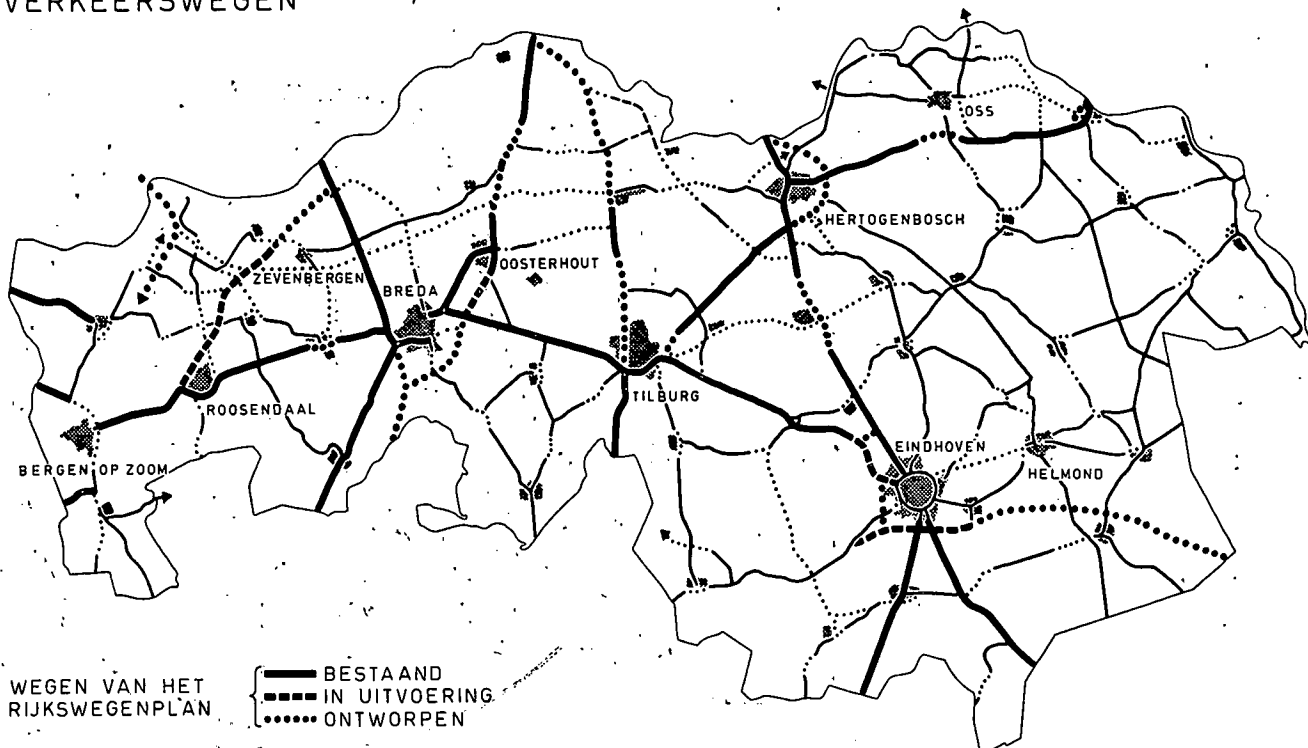 VERKEERSWEGEN
OSS
HERTOGENBOSCH
OOSTERHOUT
ZEVENBERGEN
BREDA
TILBURG
ROOSENDAAL
EINDHOVEN
BERGEN OP ZOOM
HELMOND
WEGEN VAN HET
RIJKSWEGENPLAN
BESTAAND
IN UITVOERING
ONTWORPEN